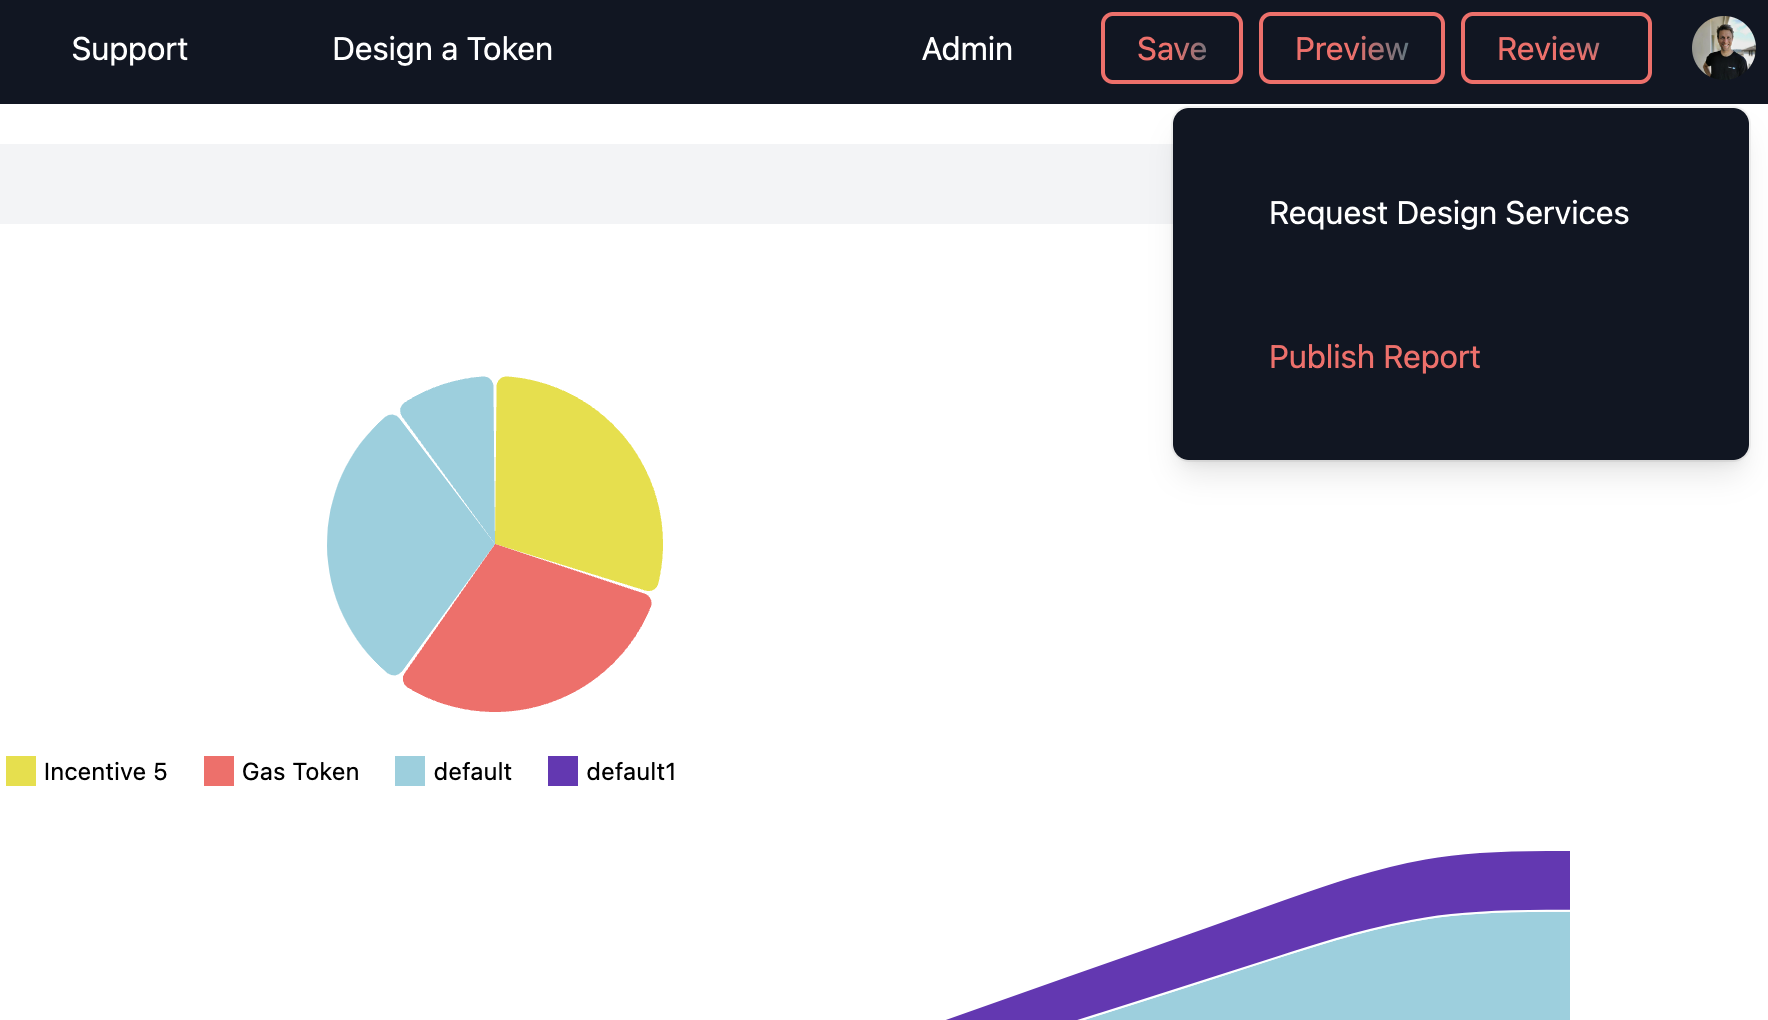 Support
Design a Token
Admin
Save
Preview
Review
Request Design Services
Publish Report
Incentive 5
Gas Token
default
default1